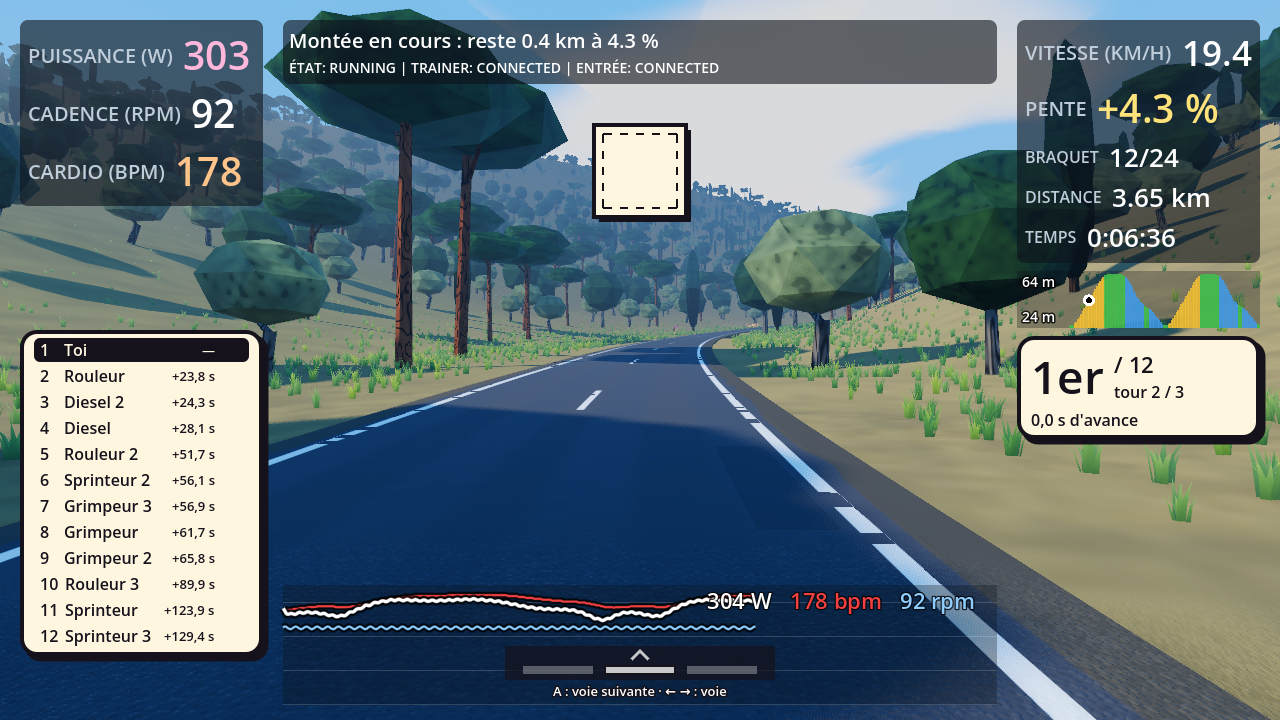 PUISSANCE (W) 303
CADENCE (RPM) 92
CARDIO (BPM) 178
Montée en cours : reste 0.4 km à 4.3 %
ÉTAT: RUNNING | TRAINER: CONNECTED | ENTRÉE: CONNECTED
VITESSE (KM/H) 19.4
PENTE +4.3 %
BRAQUET 12/24
DISTANCE 3.65 km
TEMPS 0:06:36
64 m
24 m
1er / 12
tour 2 / 3
0,0 s d'avance
1 Toi —
2 Rouleur +23,8 s
3 Diesel 2 +24,3 s
4 Diesel +28,1 s
5 Rouleur 2 +51,7 s
6 Sprinteur 2 +56,1 s
7 Grimpeur 3 +56,9 s
8 Grimpeur +61,7 s
9 Grimpeur 2 +65,8 s
10 Rouleur 3 +89,9 s
11 Sprinteur +123,9 s
12 Sprinteur 3 +129,4 s
304 W 178 bpm 92 rpm
A : voie suivante · ← → : voie